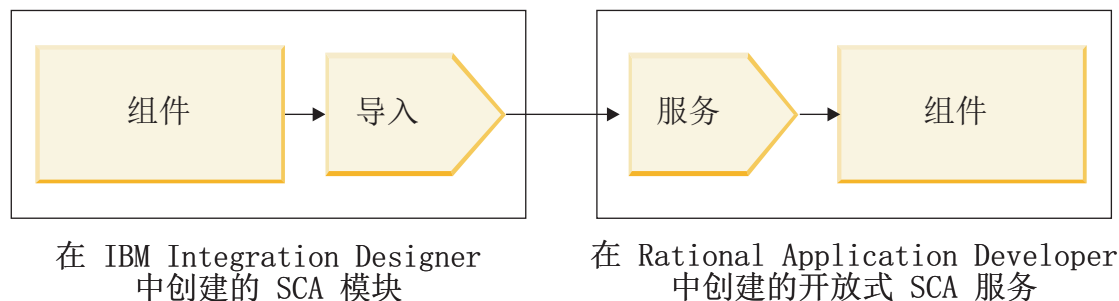 组件
导入
服务
组件
在 IBM Integration Designer
中创建的 SCA 模块
在 Rational Application Developer
中创建的开放式 SCA 服务